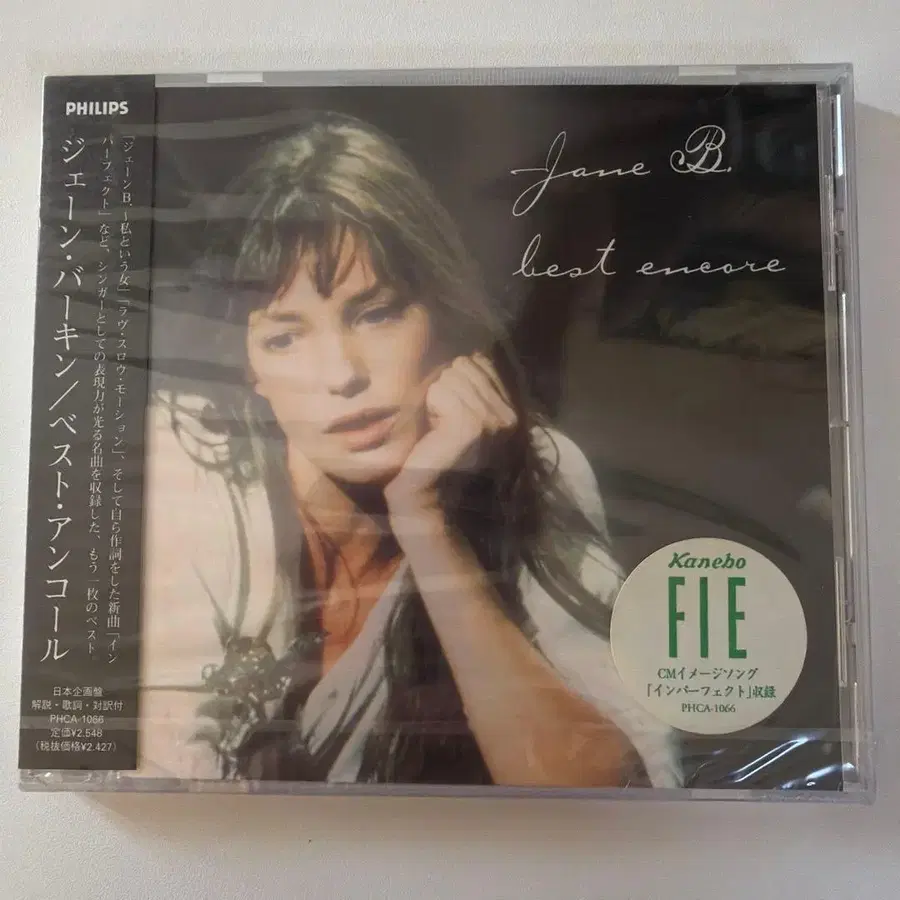 PHILIPS
ジェーン・バーキン/ベスト・アンコール
「ジェーンB.～私という女」「ラヴ・スロウ・モーション」、そして自ら作詞をした新曲「イン
パーフェクト」など、シンガーとしての表現力が光る名曲を収録した、もう一枚のベスト。
日本企画盤
解説・歌詞・対訳付
PHCA-1066
定価¥2.548
(税抜価格¥2.427)
Jane B.
best encore
Kanebo
FIE
CMイメージソング
「インパーフェクト」収録
PHCA-1066